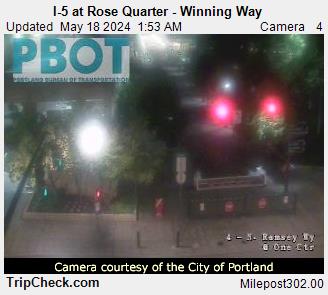 I-5 at Rose Quarter - Winning Way
Updated May 18 2024 1:53 AM Camera 4
PBOT
PORTLAND BUREAU OF TRANSPORTATION
4 - N. Ramsey Wy
@ One Ctr
Camera courtesy of the City of Portland
TripCheck.com Milepost302.00